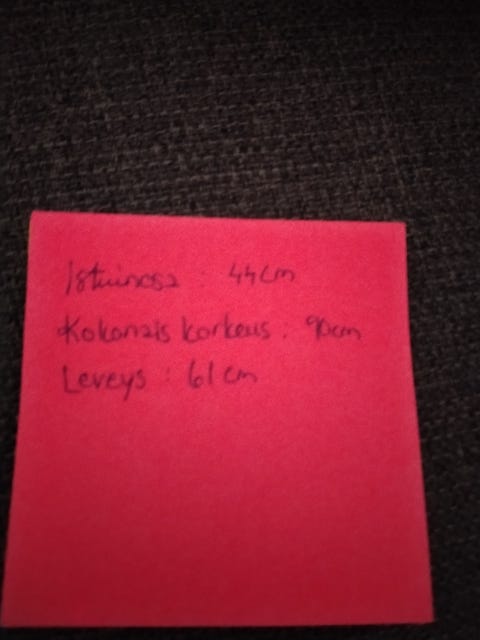 Istuinosa : 44cm
Kokonais korkeus : 90cm
Leveys : 61cm